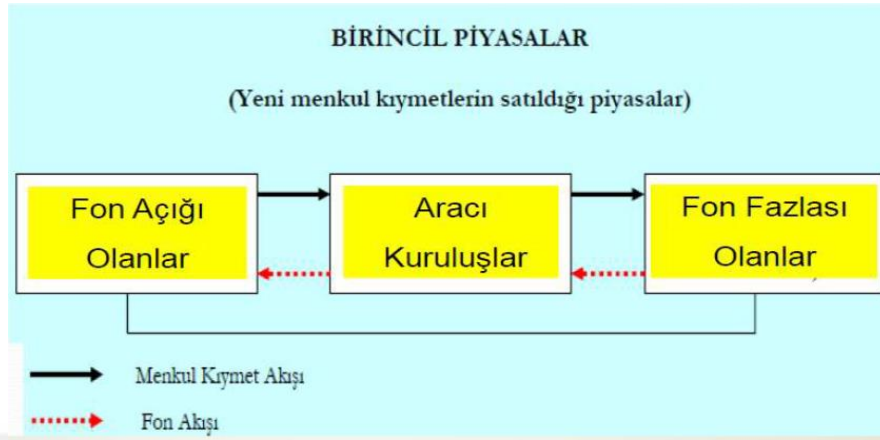 BİRİNCİL PİYASALAR
(Yeni menkul kıymetlerin satıldığı piyasalar)
Fon Açığı
Olanlar
Aracı
Kuruluşlar
Fon Fazlası
Olanlar
Menkul Kıymet Akışı
Fon Akışı